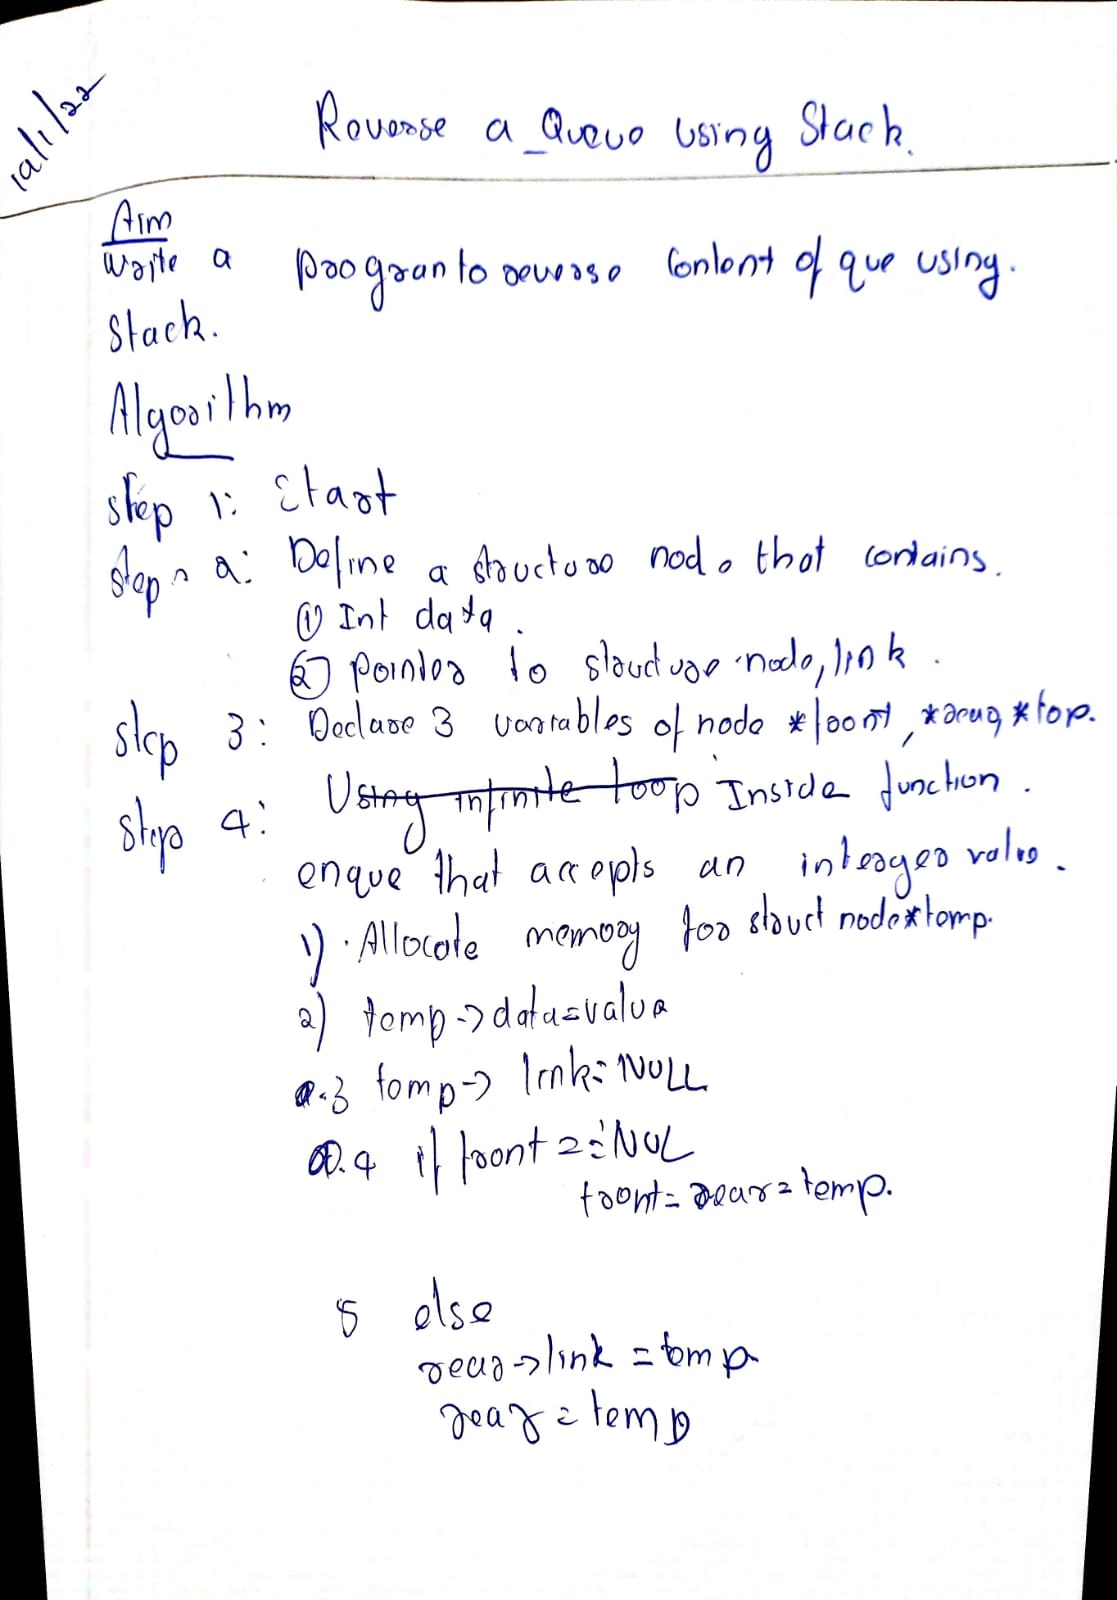 12/1/22
Reverse a Queue Using Stack.
Aim
Write a program to reverse content of que using.
Stack.
Algorithm
step 1: Start
step 2: Define a structure node that contains.
① Int data.
② pointer to structure node, link.
step 3: Declare 3 variables of node *front, *rear, *top.
Step 4: Using infinite loop Inside function.
enque that accepts an interger value.
1) Allocate memory for struct node *temp.
2) temp->data=value
.3 temp-> link=NULL
.4 if front == NUL
front = rear = temp.
5 else
rear->link = temp
rear = temp